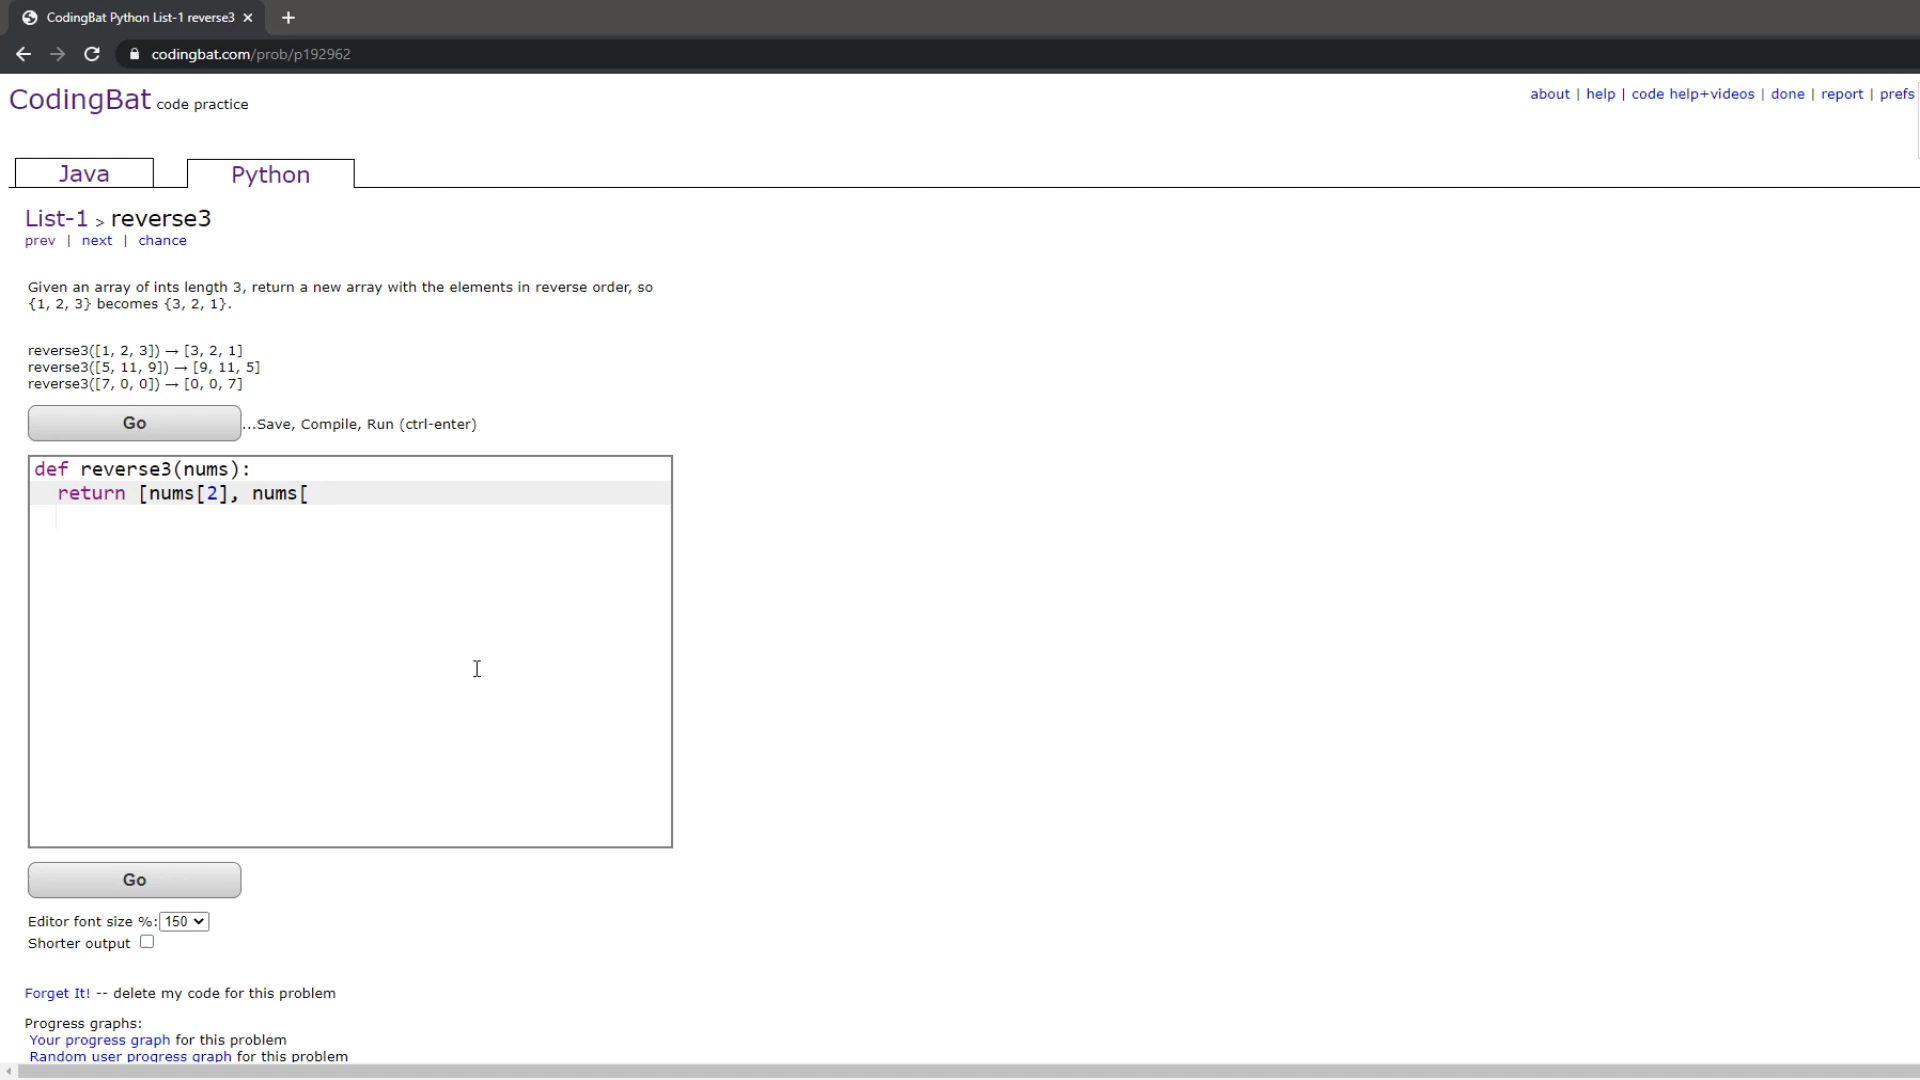 CodingBat Python List-1 reverse3
codingbat.com/prob/p192962
CodingBat code practice
about | help | code help+videos | done | report | prefs
Java
Python
List-1 > reverse3
prev | next | chance
Given an array of ints length 3, return a new array with the elements in reverse order, so
{1, 2, 3} becomes {3, 2, 1}.
reverse3([1, 2, 3]) → [3, 2, 1]
reverse3([5, 11, 9]) → [9, 11, 5]
reverse3([7, 0, 0]) → [0, 0, 7]
Go ...Save, Compile, Run (ctrl-enter)
def reverse3(nums):
  return [nums[2], nums[
Go
Editor font size %: 150
Shorter output
Forget It! -- delete my code for this problem
Progress graphs:
Your progress graph for this problem
Random user progress graph for this problem